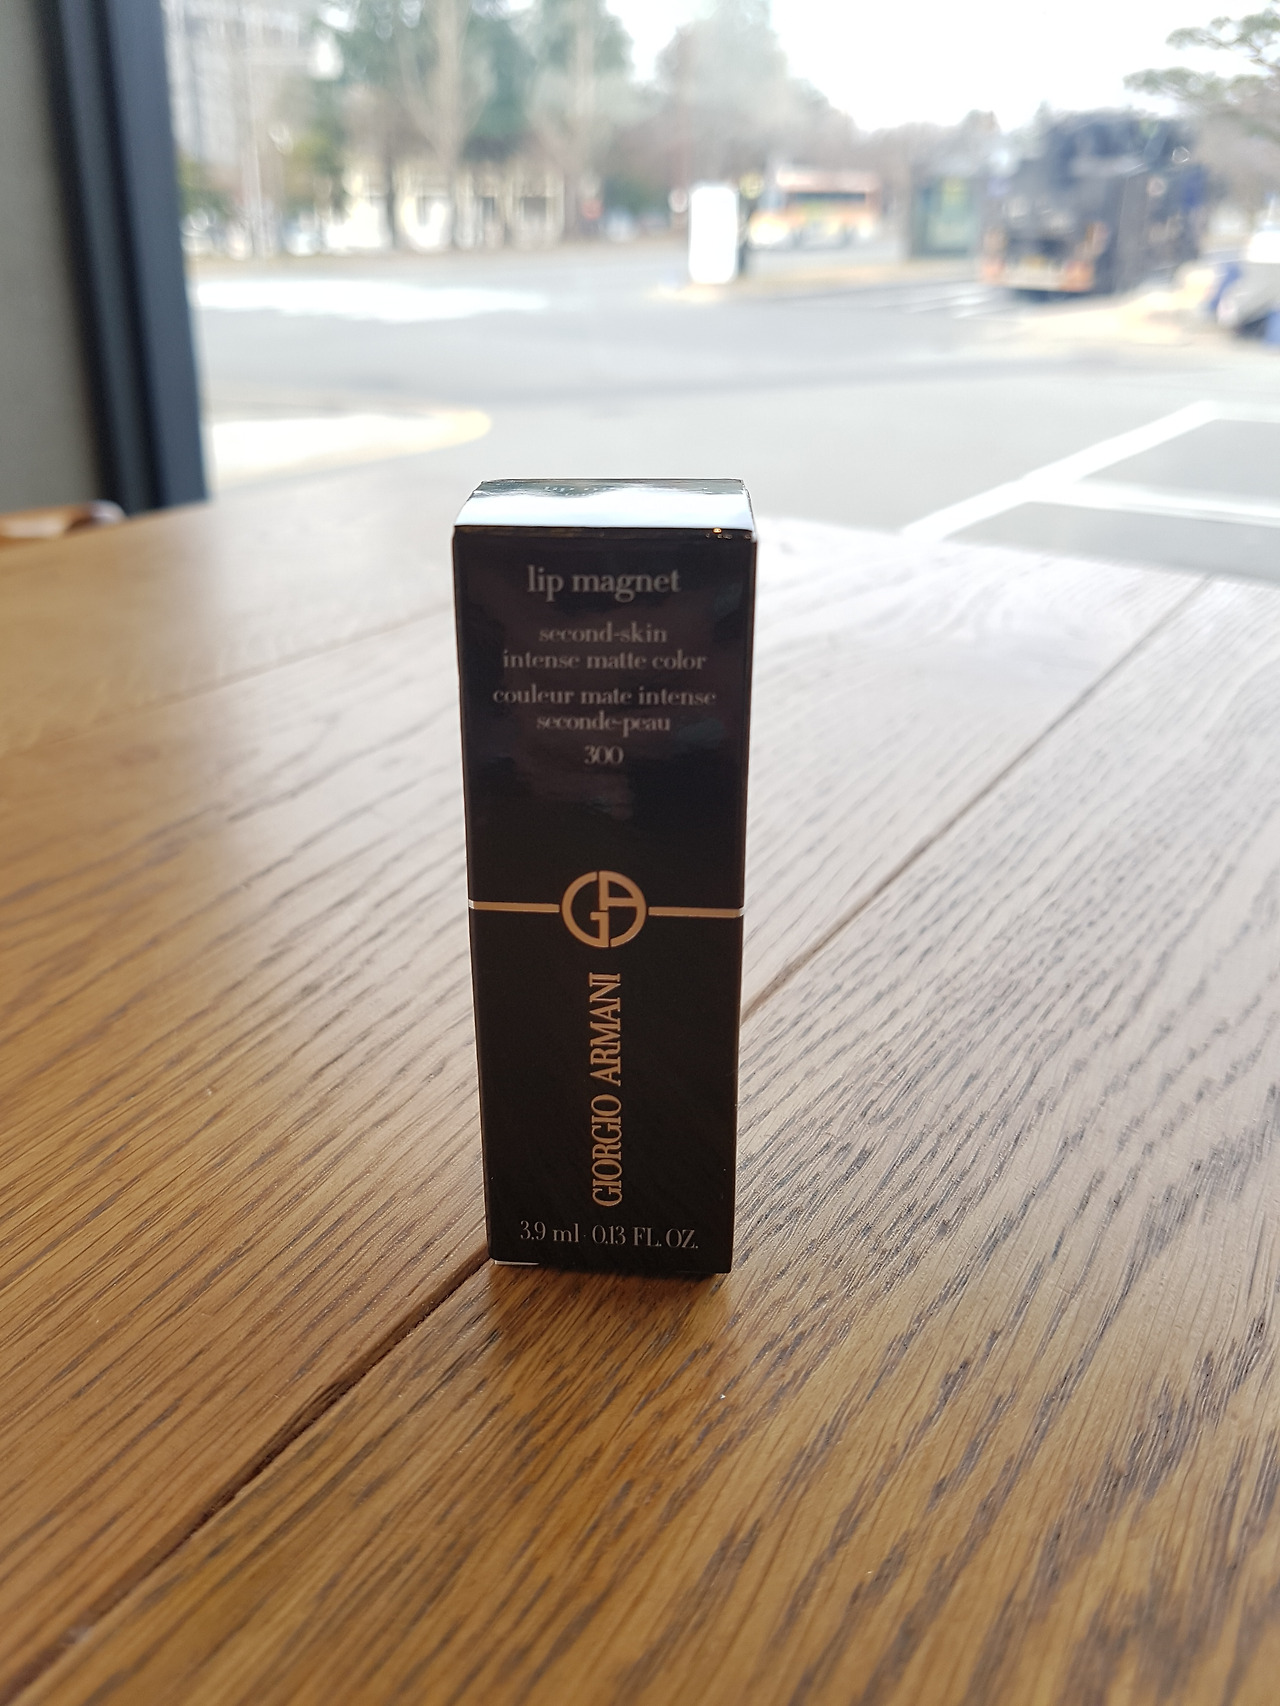 lip magnet
second-skin
intense matte color
couleur mate intense
seconde-peau
300
GA
GIORGIO ARMANI
3.9 ml · 0.13 FL. OZ.